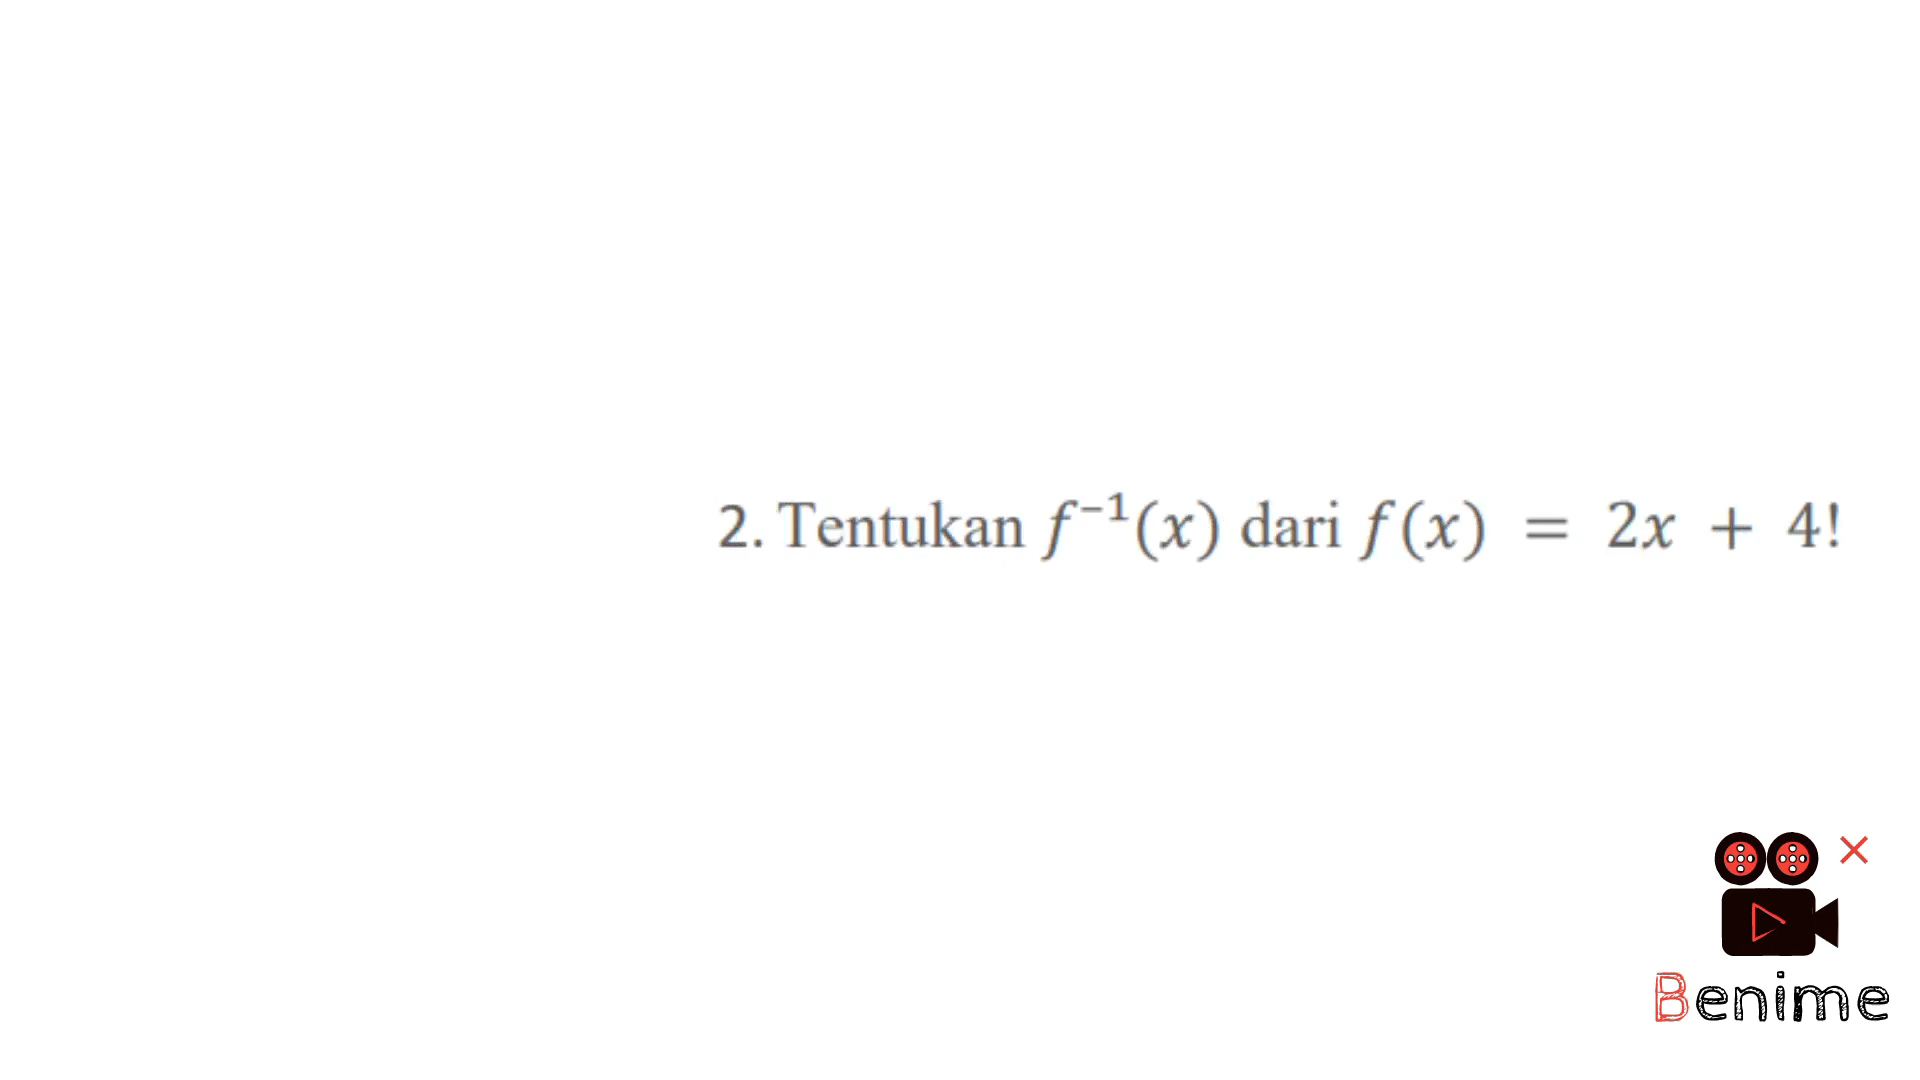 2. Tentukan f⁻¹(x) dari f(x) = 2x + 4!
Benime